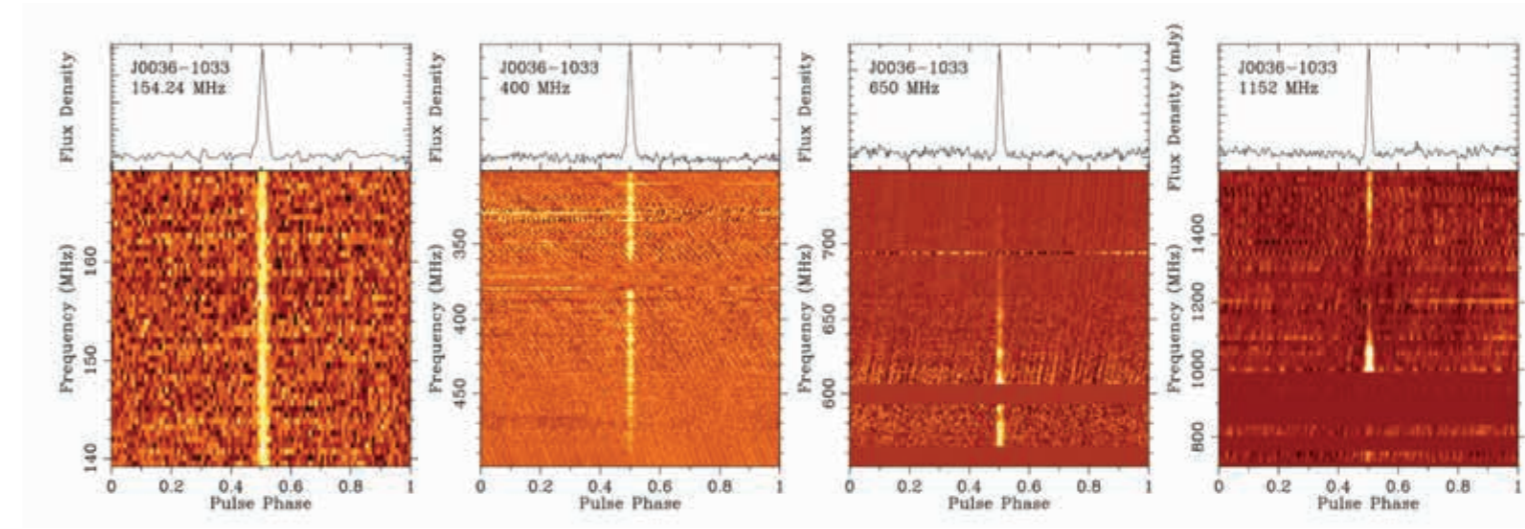 Flux Density
J0036-1033
154.24 MHz
Frequency (MHz)
160
150
140
0 0.2 0.4 0.6 0.8 1
Pulse Phase
Flux Density
J0036-1033
400 MHz
Frequency (MHz)
350
400
450
0 0.2 0.4 0.6 0.8 1
Pulse Phase
Flux Density
J0036-1033
650 MHz
Frequency (MHz)
700
650
600
0 0.2 0.4 0.6 0.8 1
Pulse Phase
Flux Density (mJy)
J0036-1033
1152 MHz
Frequency (MHz)
1400
1200
1000
800
0 0.2 0.4 0.6 0.8 1
Pulse Phase